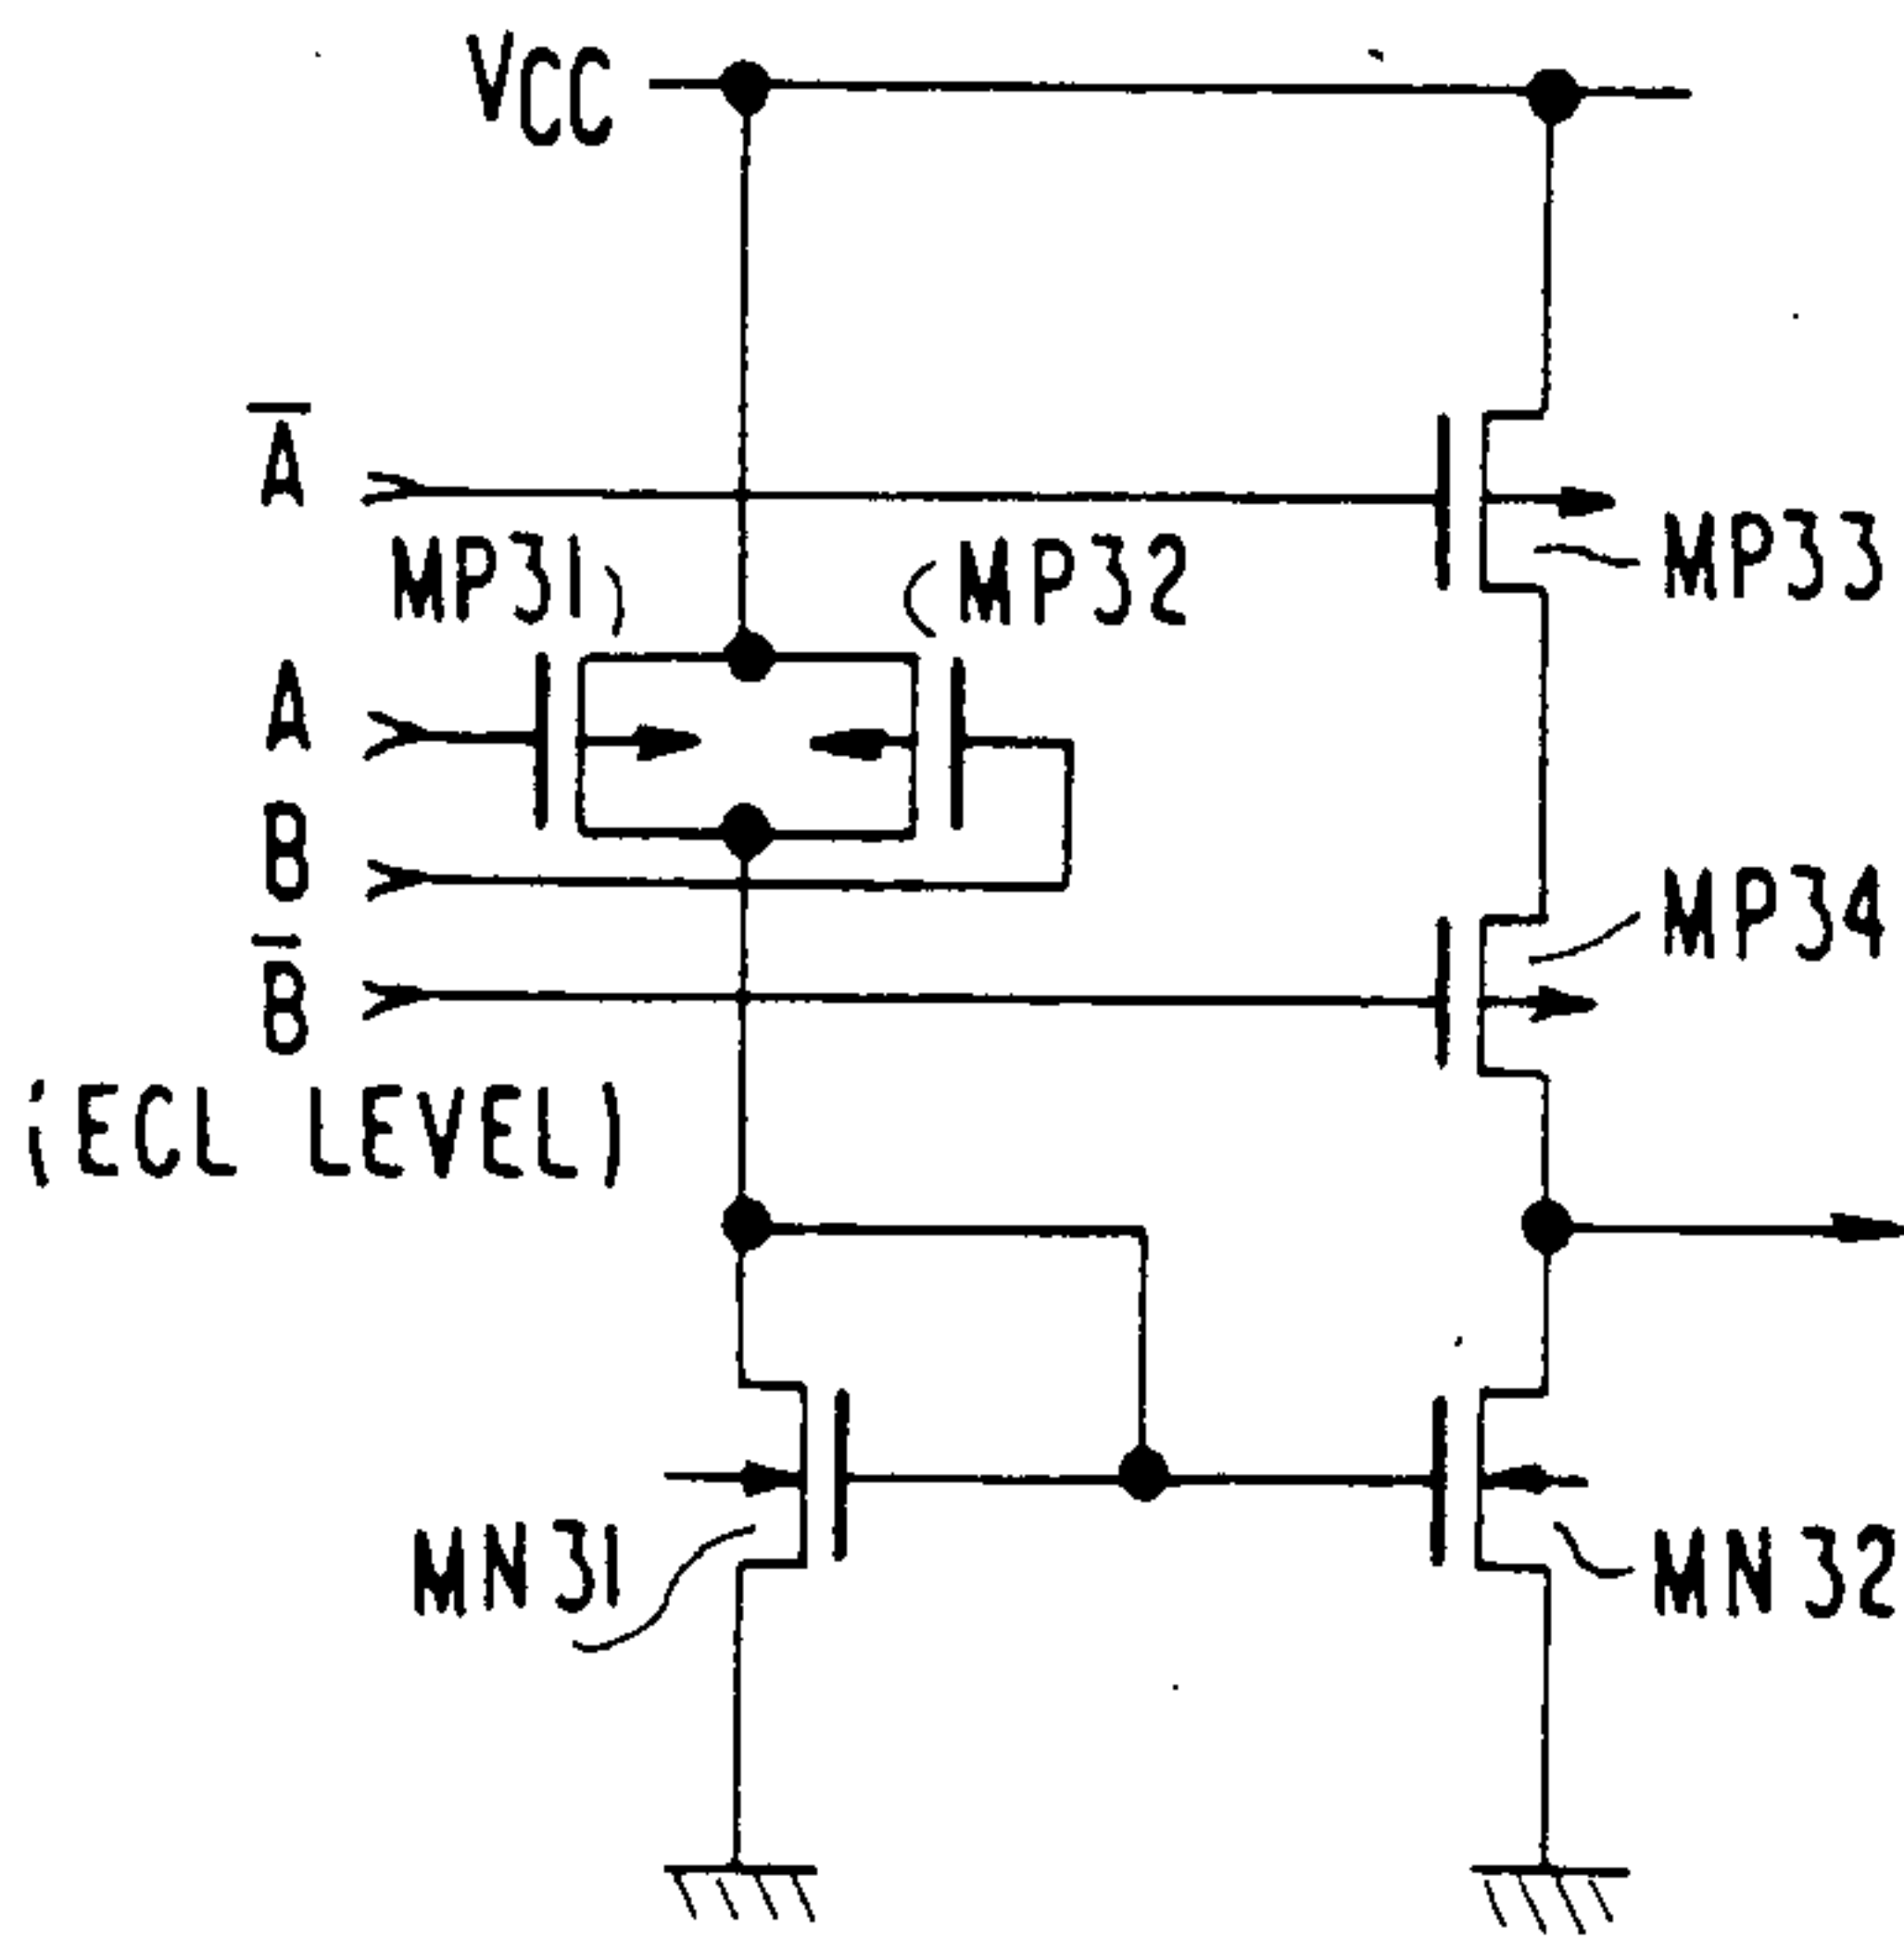 VCC
A̅
MP31
MP32
MP33
A
B
MP34
B̅
(ECL LEVEL)
MN31
MN32